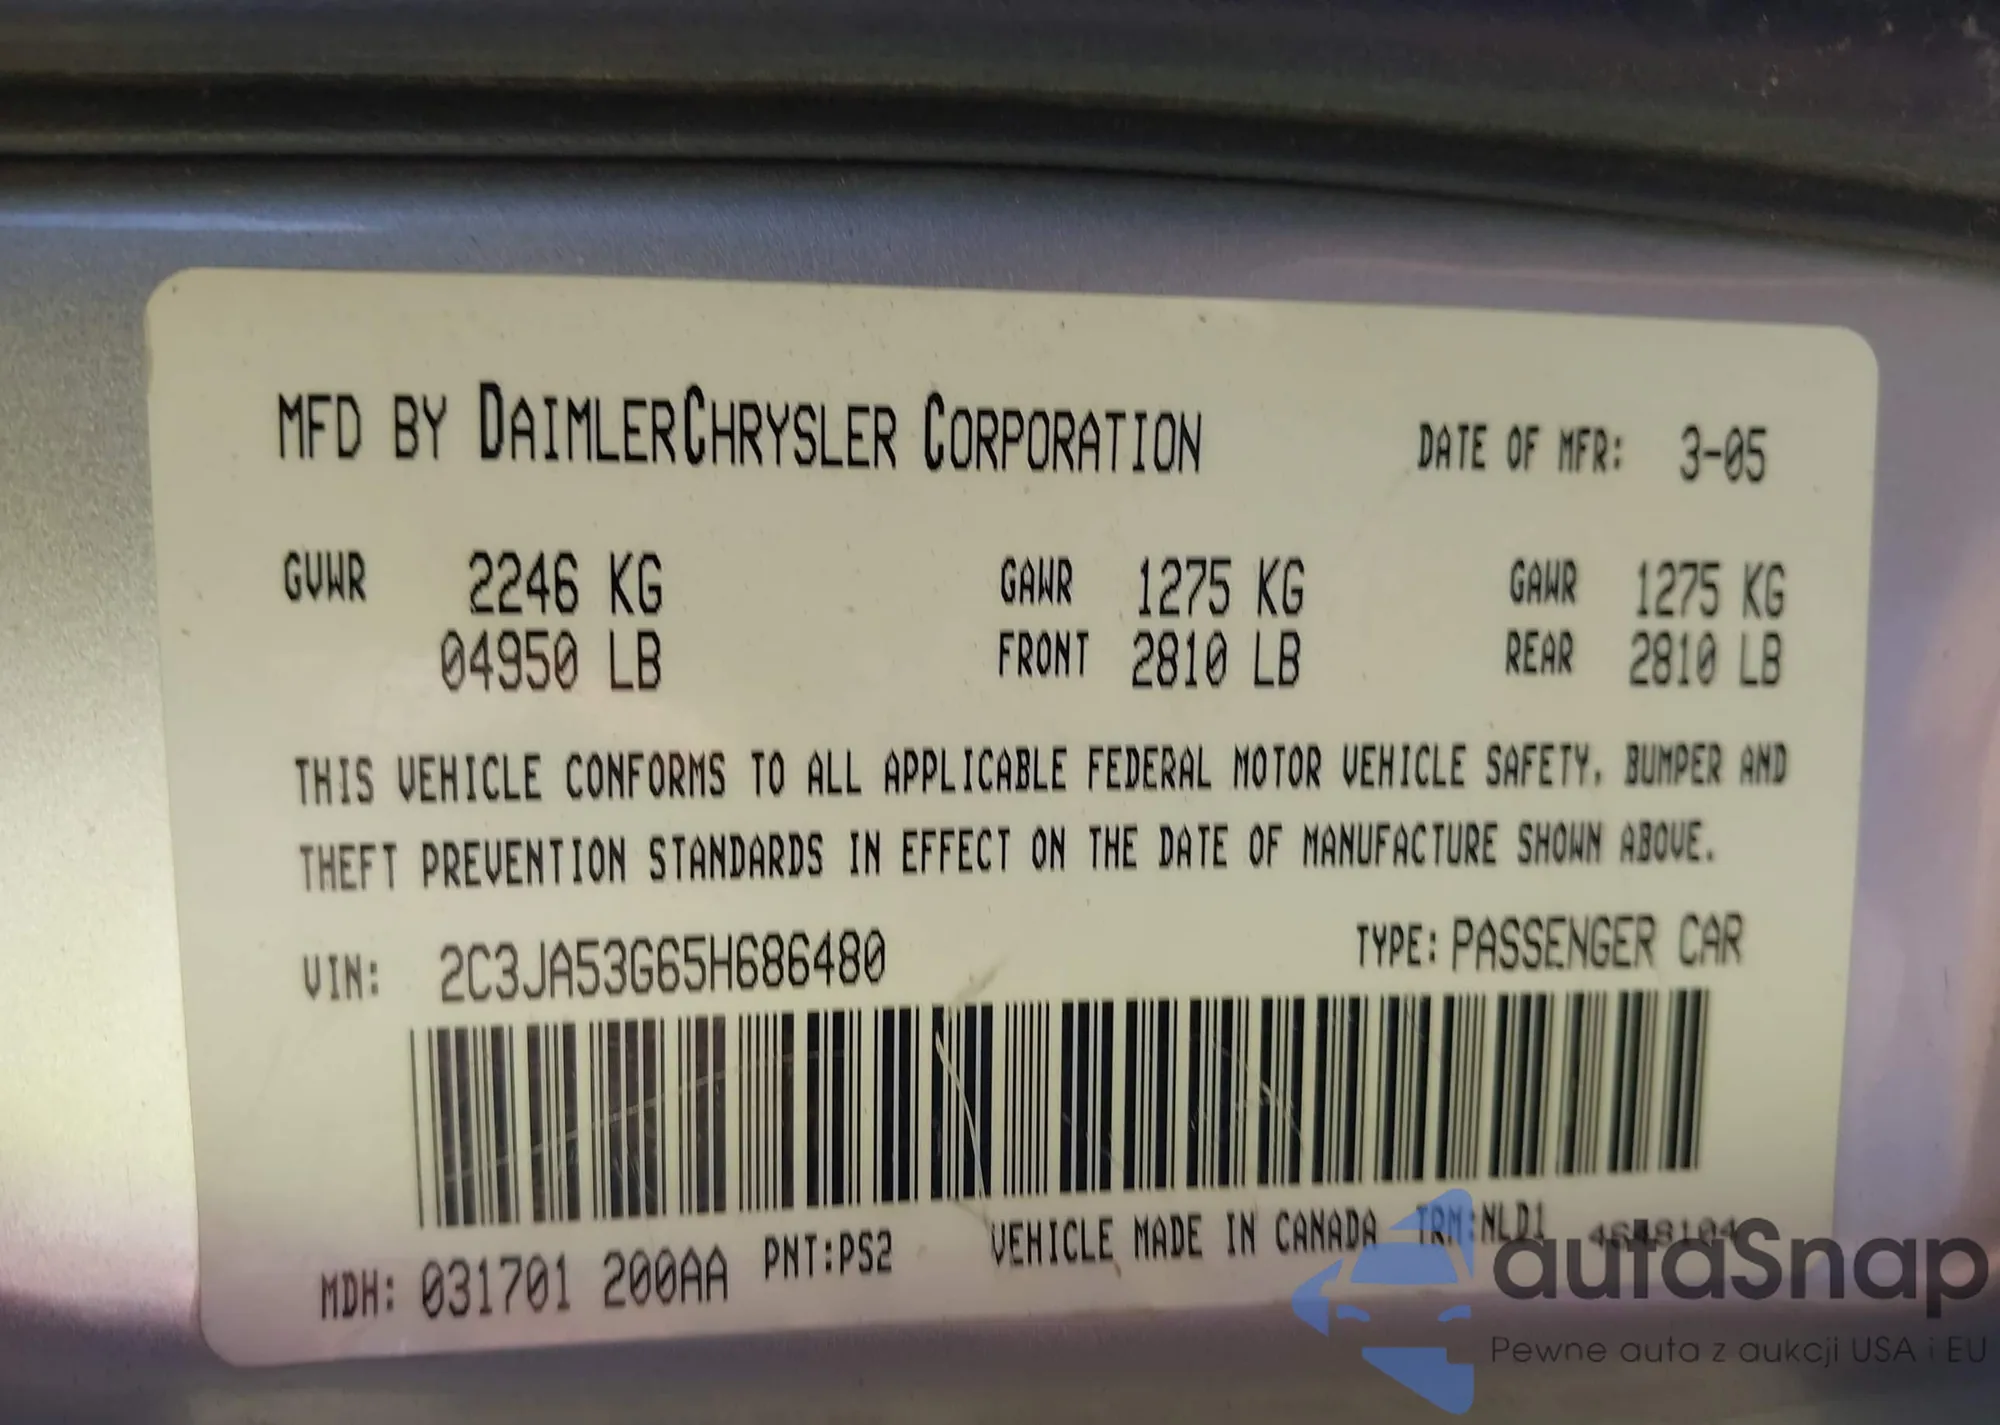 MFD BY DAIMLERCHRYSLER CORPORATION DATE OF MFR: 3-05
GVWR 2246 KG GAWR 1275 KG GAWR 1275 KG
04950 LB FRONT 2810 LB REAR 2810 LB
THIS VEHICLE CONFORMS TO ALL APPLICABLE FEDERAL MOTOR VEHICLE SAFETY, BUMPER AND
THEFT PREVENTION STANDARDS IN EFFECT ON THE DATE OF MANUFACTURE SHOWN ABOVE.
VIN: 2C3JA53G65H686480 TYPE: PASSENGER CAR
MDH: 031701 200AA PNT:PS2 VEHICLE MADE IN CANADA TRM:NLD1
autaSnap
Pewne auta z aukcji USA i EU